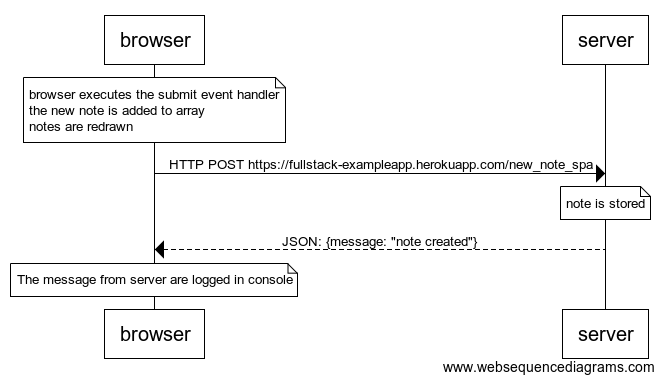 browser
server
browser executes the submit event handler
the new note is added to array
notes are redrawn
HTTP POST https://fullstack-exampleapp.herokuapp.com/new_note_spa
note is stored
JSON: {message: "note created"}
The message from server are logged in console
browser
server
www.websequencediagrams.com